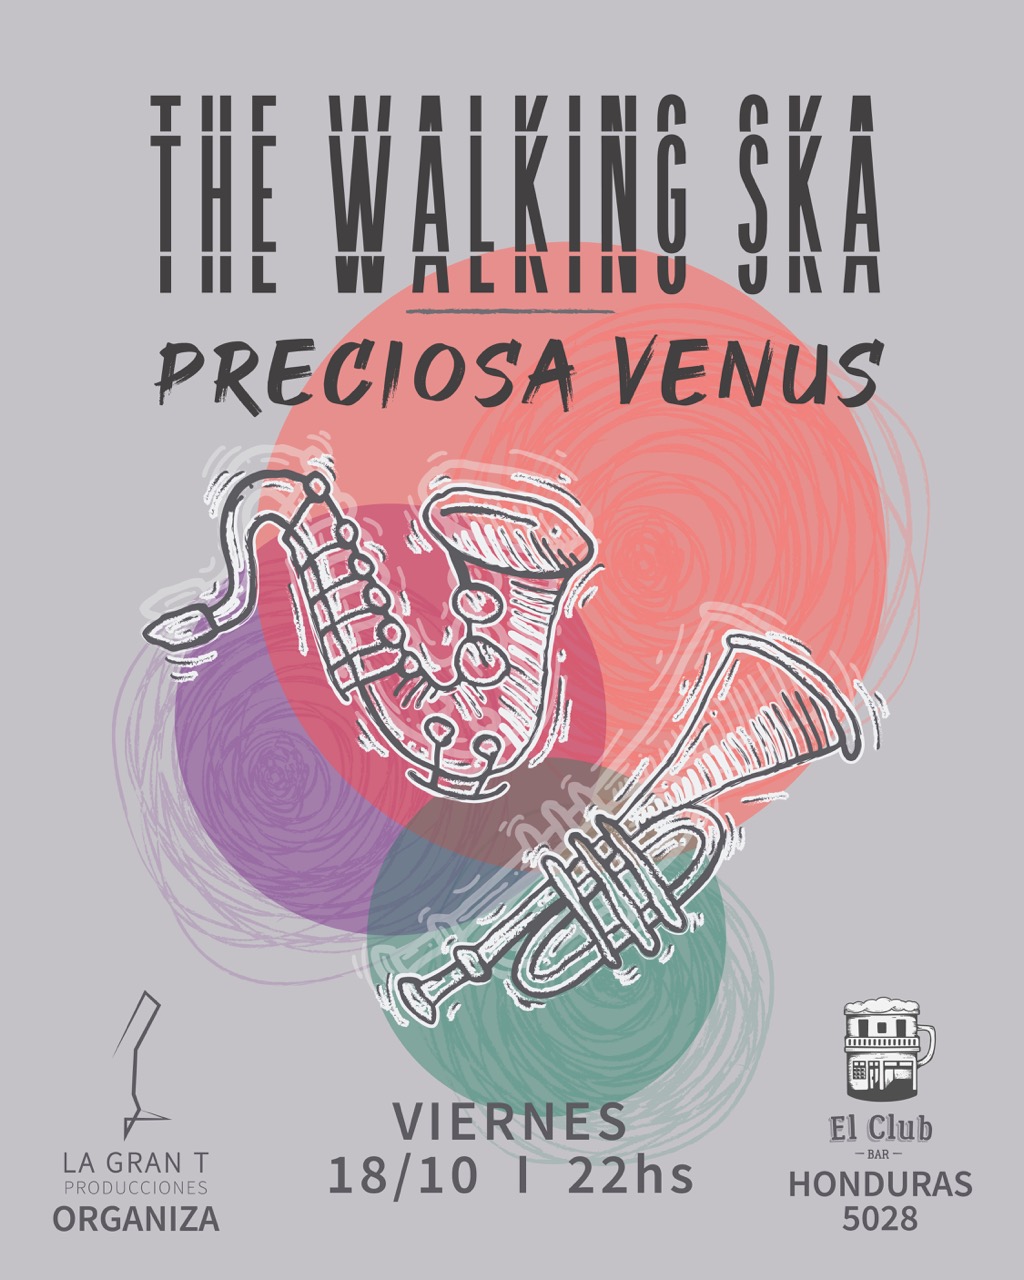 THE WALKING SKA
PRECIOSA VENUS
LA GRAN T
PRODUCCIONES
ORGANIZA
VIERNES
18/10 | 22hs
El Club
BAR
HONDURAS
5028